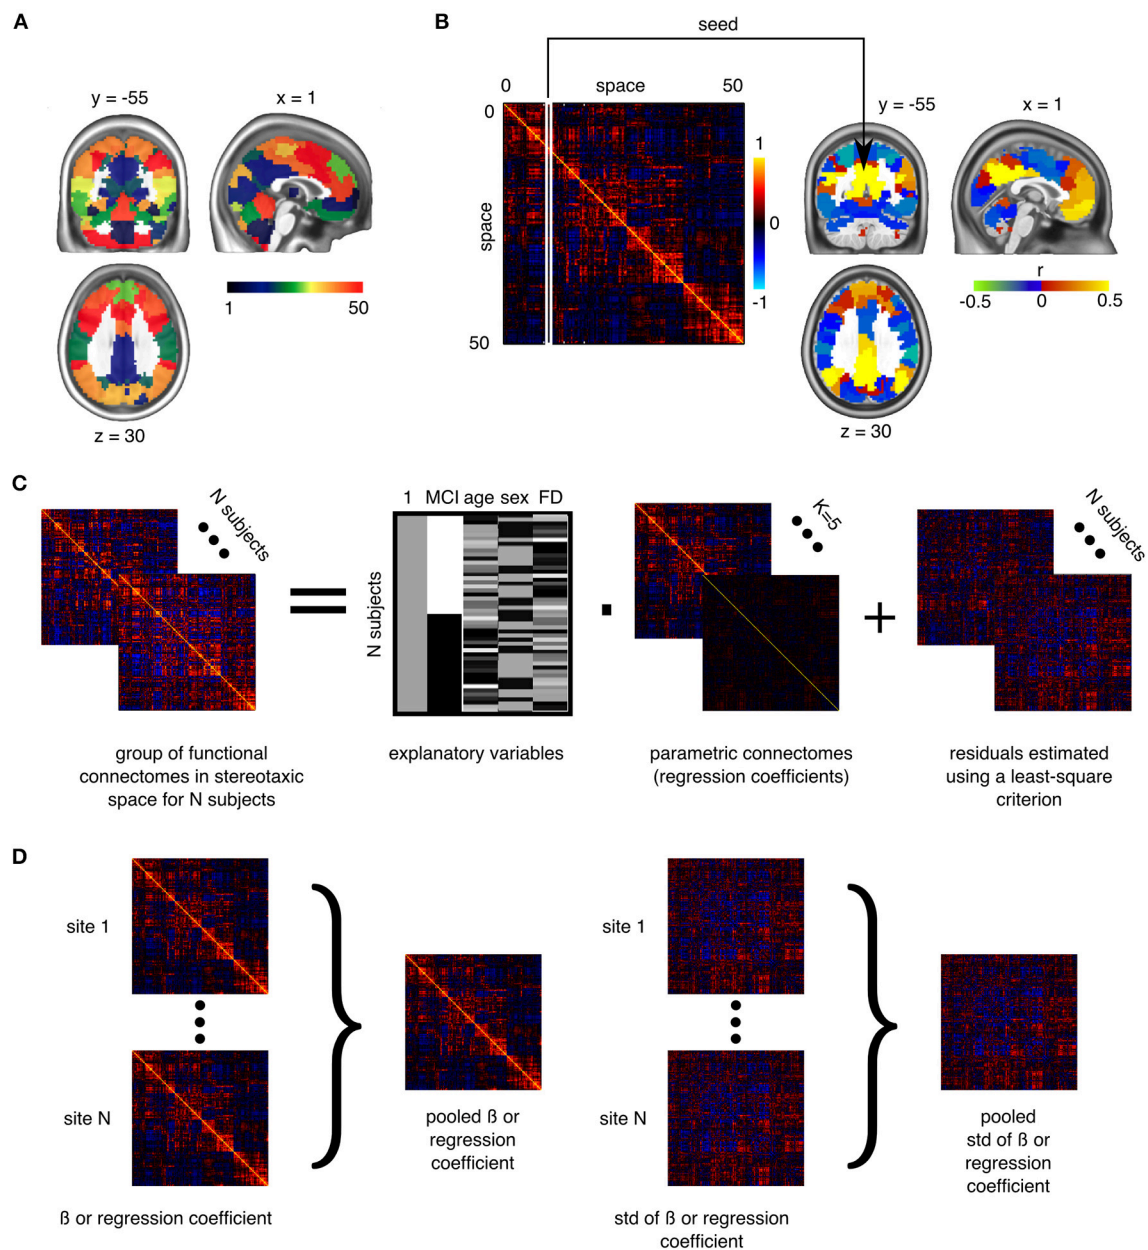 A
y = -55
x = 1
1
50
z = 30
B
seed
0
space
50
0
space
50
1
0
-1
y = -55
x = 1
r
-0.5
0
0.5
z = 30
C
N subjects
1 MCI age sex FD
N subjects
K=5
N subjects
group of functional
connectomes in stereotaxic
space for N subjects
explanatory variables
parametric connectomes
(regression coefficients)
residuals estimated
using a least-square
criterion
D
site 1
site N
ß or regression coefficient
pooled ß or
regression
coefficient
site 1
site N
std of ß or regression
coefficient
pooled
std of ß or
regression
coefficient